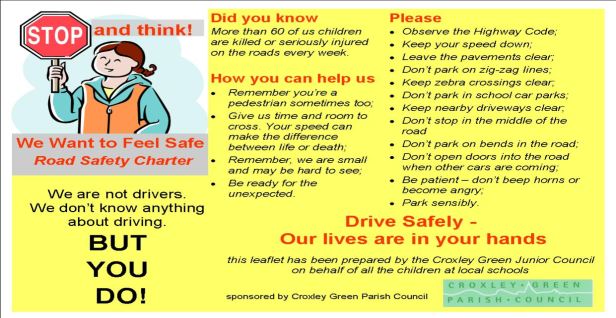 STOP
and think!
We Want to Feel Safe
Road Safety Charter
We are not drivers.
We don't know anything
about driving.
BUT
YOU
DO!
Did you know
More than 60 of us children
are killed or seriously injured
on the roads every week.
How you can help us
• Remember you're a
pedestrian sometimes too;
• Give us time and room to
cross. Your speed can
make the difference
between life or death;
• Remember, we are small
and may be hard to see;
• Be ready for the
unexpected.
Please
• Observe the Highway Code;
• Keep your speed down;
• Leave the pavements clear;
• Don't park on zig-zag lines;
• Keep zebra crossings clear;
• Don't park in school car parks;
• Keep nearby driveways clear;
• Don't stop in the middle of the
road
• Don't park on bends in the road;
• Don't open doors into the road
when other cars are coming;
• Be patient – don't beep horns or
become angry;
• Park sensibly.
Drive Safely -
Our lives are in your hands
this leaflet has been prepared by the Croxley Green Junior Council
on behalf of all the children at local schools
sponsored by Croxley Green Parish Council
CROXLEY GREEN
PARISH COUNCIL